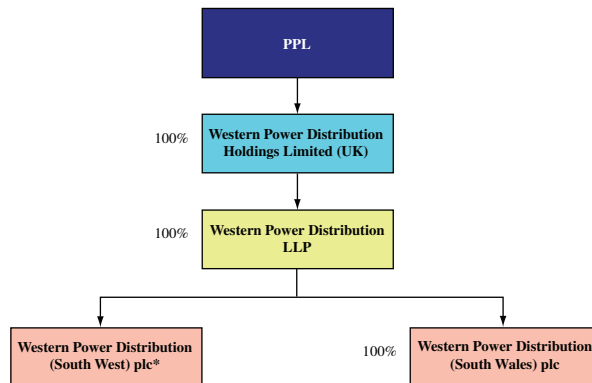 PPL
100%
Western Power Distribution
Holdings Limited (UK)
100%
Western Power Distribution
LLP
Western Power Distribution
(South West) plc*
100%
Western Power Distribution
(South Wales) plc